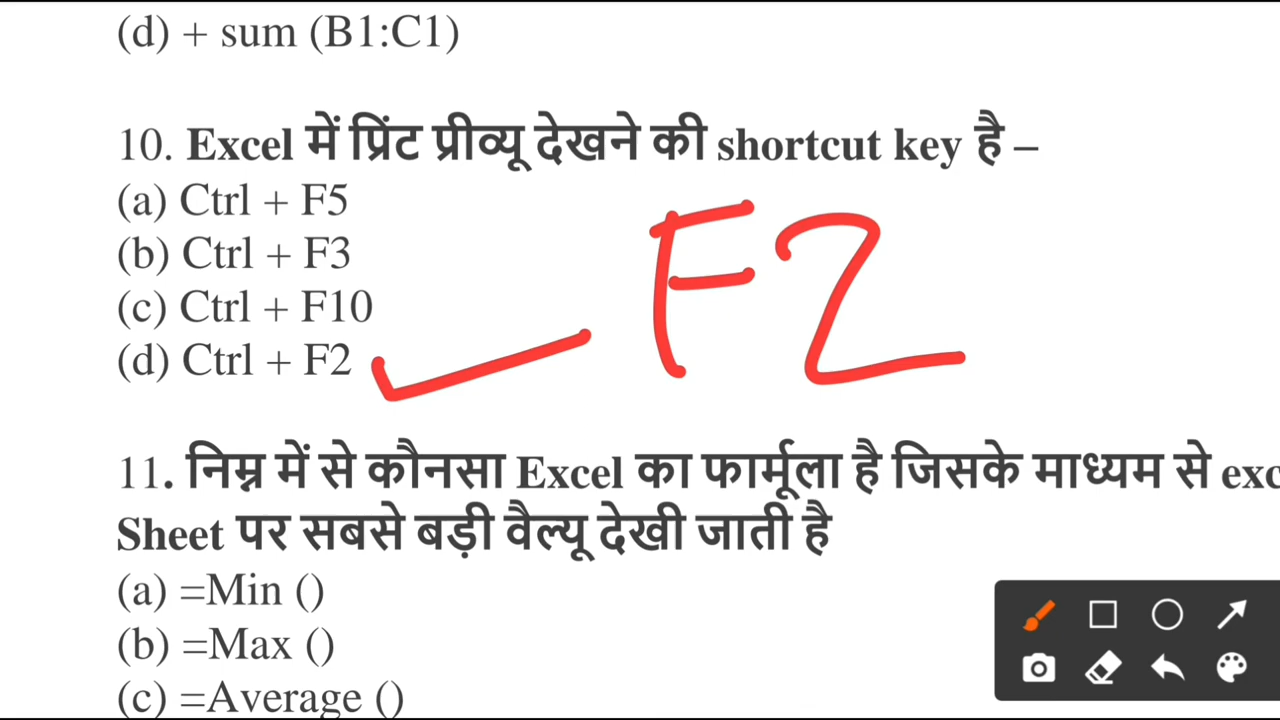 (d) + sum (B1:C1)
10. Excel में प्रिंट प्रीव्यू देखने की shortcut key है –
(a) Ctrl + F5
(b) Ctrl + F3
(c) Ctrl + F10
(d) Ctrl + F2
F2
11. निम्न में से कौनसा Excel का फार्मूला है जिसके माध्यम से exc
Sheet पर सबसे बड़ी वैल्यू देखी जाती है
(a) =Min ()
(b) =Max ()
(c) =Average ()